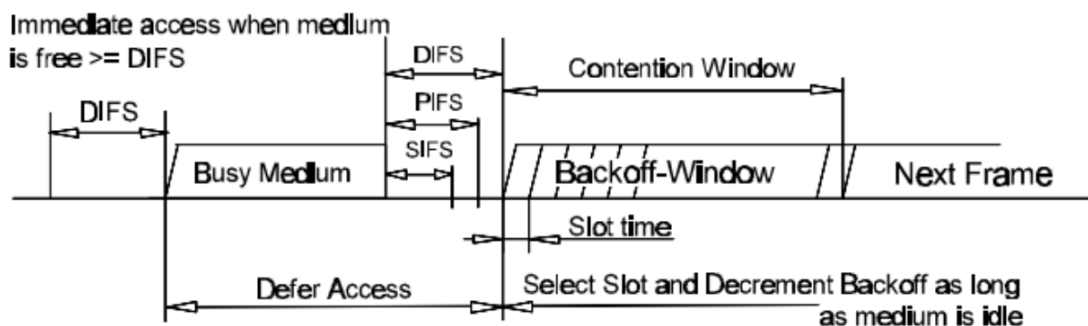 Immediate access when medium
is free >= DIFS
DIFS
DIFS
PIFS
SIFS
Contention Window
Busy Medium
Backoff-Window
Next Frame
Slot time
Defer Access
Select Slot and Decrement Backoff as long
as medium is idle